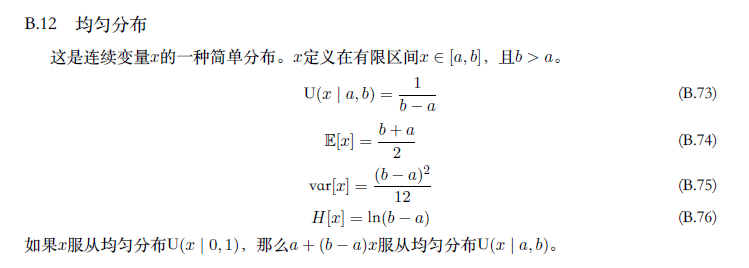 B.12 均匀分布
这是连续变量x的一种简单分布。x定义在有限区间x ∈ [a, b]，且b > a。
U(x | a, b) = \frac{1}{b − a} (B.73)
𝔼[x] = \frac{b + a}{2} (B.74)
var[x] = \frac{(b − a)^2}{12} (B.75)
H[x] = ln(b − a) (B.76)
如果x服从均匀分布U(x | 0, 1)，那么a + (b − a)x服从均匀分布U(x | a, b)。